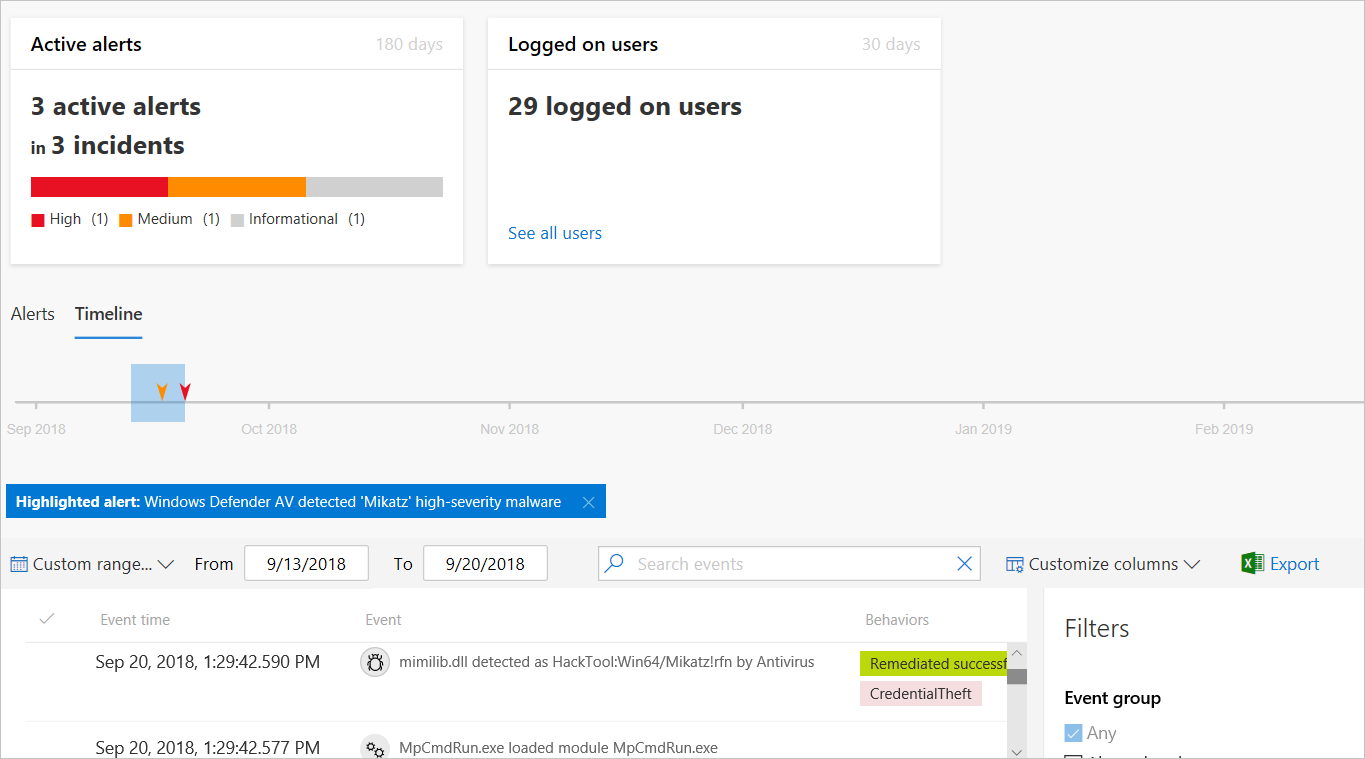 Active alerts 180 days
3 active alerts
in 3 incidents
High (1) Medium (1) Informational (1)
Logged on users 30 days
29 logged on users
See all users
Alerts Timeline
Sep 2018 Oct 2018 Nov 2018 Dec 2018 Jan 2019 Feb 2019
Highlighted alert: Windows Defender AV detected 'Mikatz' high-severity malware
Custom range... From 9/13/2018 To 9/20/2018 Search events Customize columns Export
Event time Event Behaviors
Sep 20, 2018, 1:29:42.590 PM mimilib.dll detected as HackTool:Win64/Mikatz!rfn by Antivirus Remediated successf
CredentialTheft
Sep 20, 2018, 1:29:42.577 PM MpCmdRun.exe loaded module MpCmdRun.exe
Filters
Event group
Any